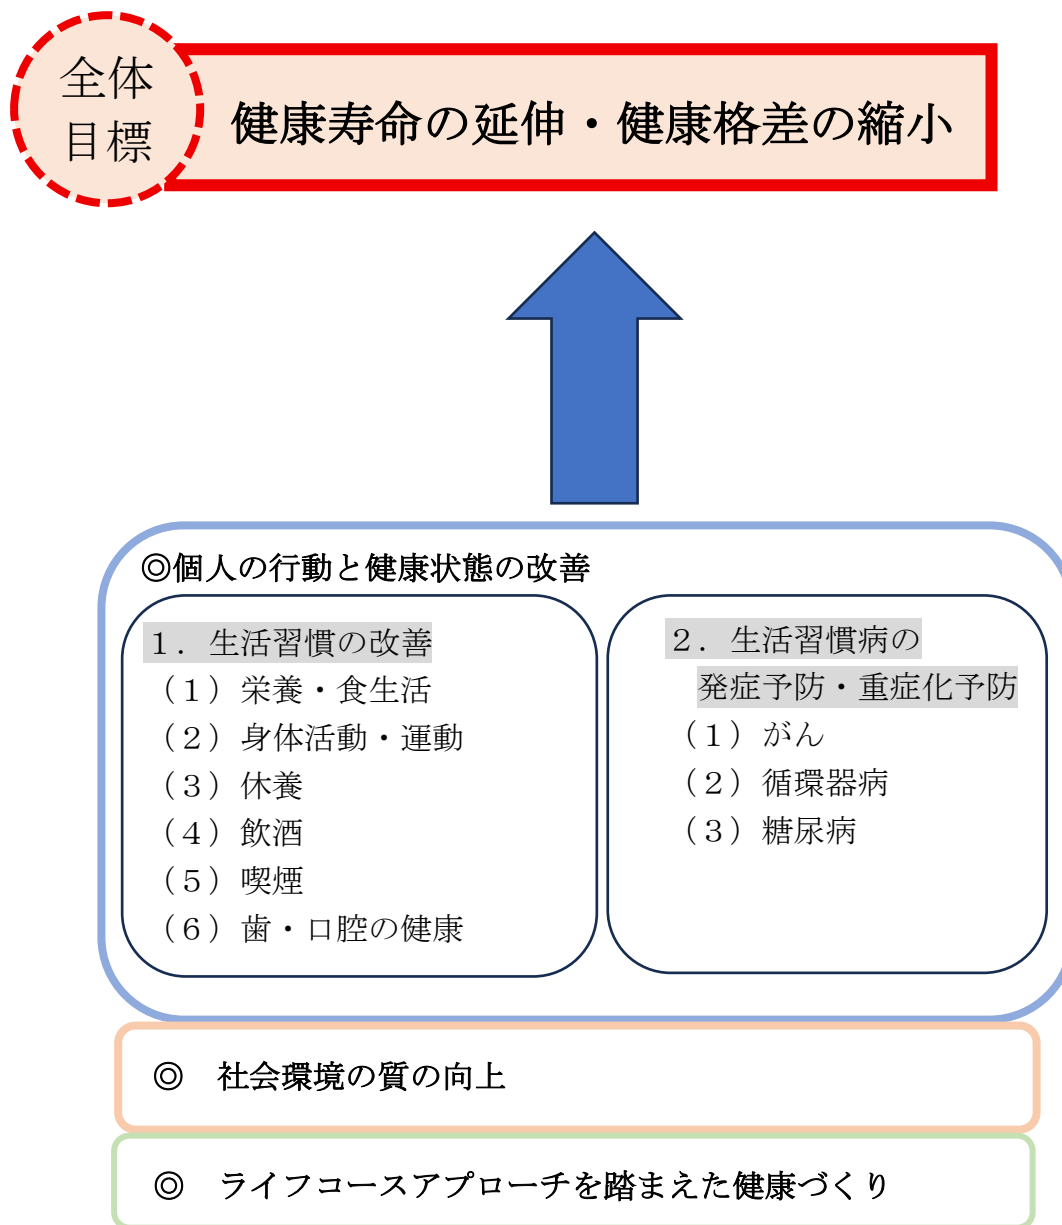 全体
目標
健康寿命の延伸・健康格差の縮小
◎個人の行動と健康状態の改善
１．生活習慣の改善
（１）栄養・食生活
（２）身体活動・運動
（３）休養
（４）飲酒
（５）喫煙
（６）歯・口腔の健康
２．生活習慣病の
発症予防・重症化予防
（１）がん
（２）循環器病
（３）糖尿病
◎　社会環境の質の向上
◎　ライフコースアプローチを踏まえた健康づくり